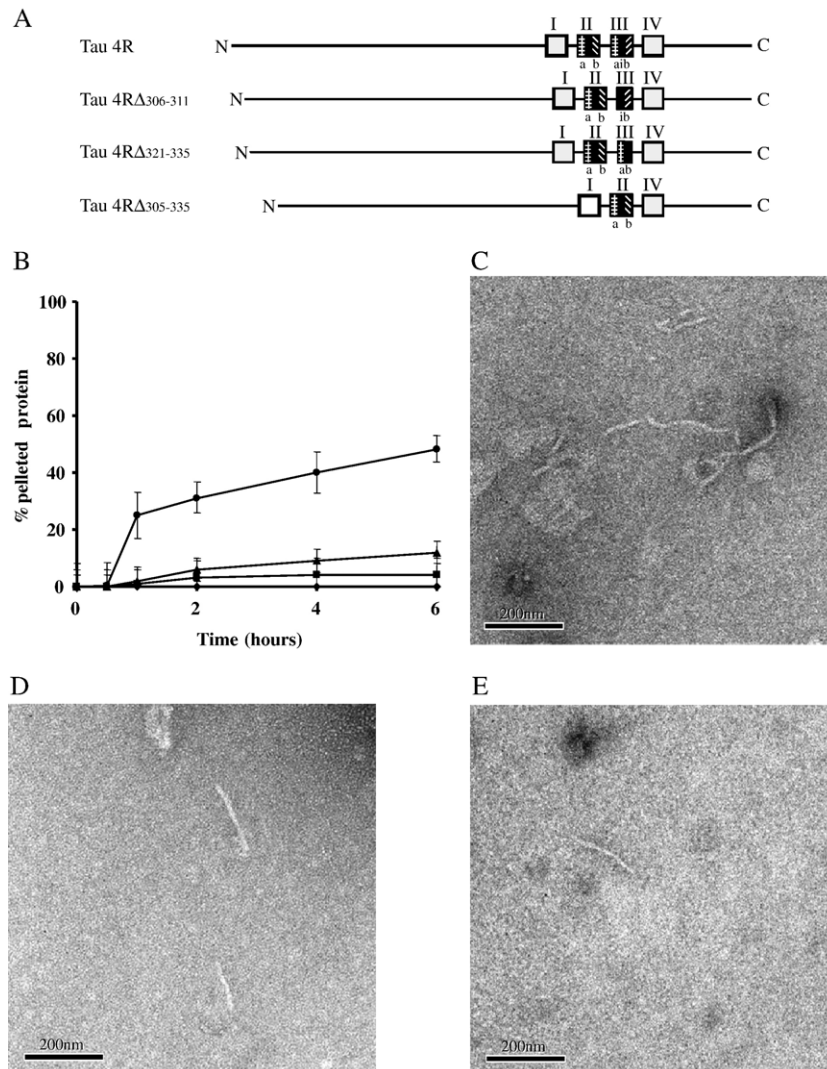 A
I II III IV
Tau 4R N C
a b aib
I II III IV
Tau 4RΔ306-311 N C
a b ib
I II III IV
Tau 4RΔ321-335 N C
a b ab
I II IV
Tau 4RΔ305-335 N C
a b
B
100
80
60
40
20
0
% pelleted protein
0 2 4 6
Time (hours)
C
200nm
D
200nm
E
200nm